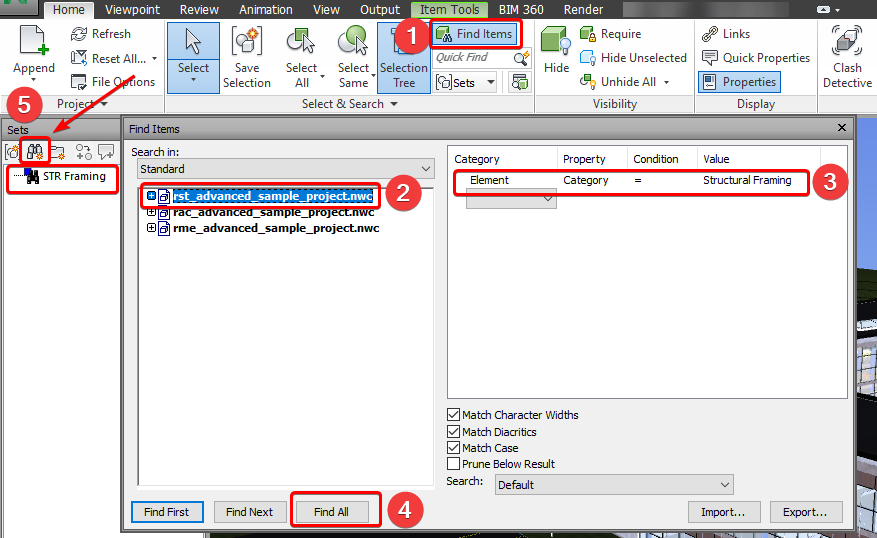 Home Viewpoint Review Animation View Output Item Tools BIM 360 Render
Append
Refresh
Reset All...
File Options
Project
Select
Save Selection
Select All
Select Same
Selection Tree
1
Find Items
Quick Find
Sets
Select & Search
Hide
Require
Hide Unselected
Unhide All
Visibility
Links
Quick Properties
Properties
Display
Clash Detective
5
Sets
STR Framing
Find Items
Search in:
Standard
rst_advanced_sample_project.nwc
2
rac_advanced_sample_project.nwc
rme_advanced_sample_project.nwc
Category Property Condition Value
Element Category = Structural Framing
3
Match Character Widths
Match Diacritics
Match Case
Prune Below Result
Search: Default
Find First Find Next Find All
4
Import... Export...